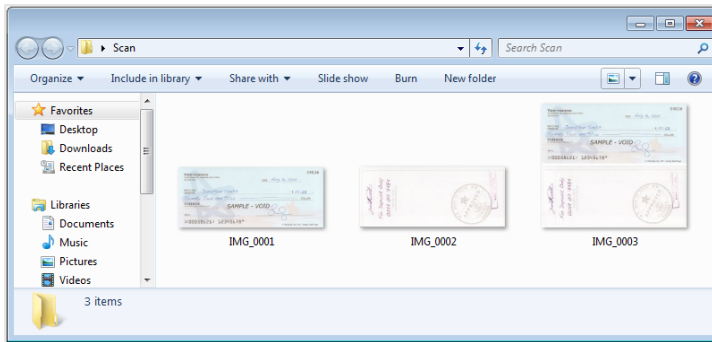 Scan
Search Scan
Organize
Include in library
Share with
Slide show
Burn
New folder
Favorites
Desktop
Downloads
Recent Places
Libraries
Documents
Music
Pictures
Videos
SAMPLE - VOID
IMG_0001
IMG_0002
SAMPLE - VOID
IMG_0003
3 items